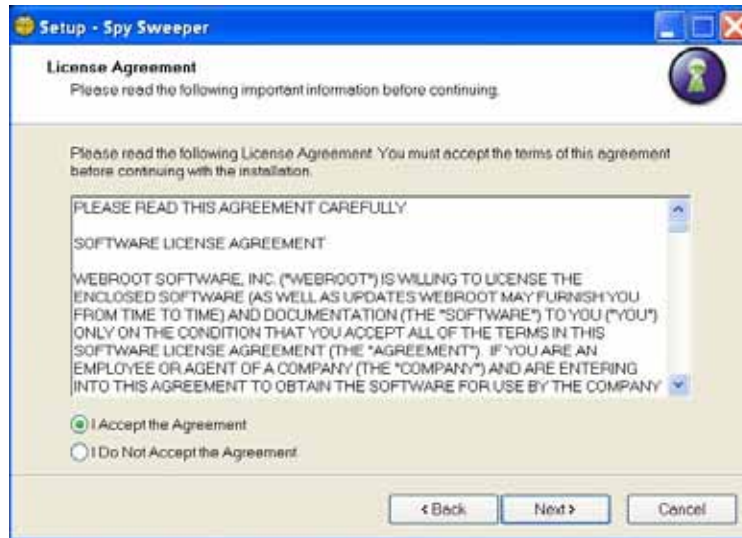 Setup - Spy Sweeper
License Agreement
Please read the following important information before continuing.
Please read the following License Agreement. You must accept the terms of this agreement
before continuing with the installation.
PLEASE READ THIS AGREEMENT CAREFULLY
SOFTWARE LICENSE AGREEMENT
WEBROOT SOFTWARE, INC. ("WEBROOT") IS WILLING TO LICENSE THE
ENCLOSED SOFTWARE (AS WELL AS UPDATES WEBROOT MAY FURNISH YOU
FROM TIME TO TIME) AND DOCUMENTATION (THE "SOFTWARE") TO YOU ("YOU")
ONLY ON THE CONDITION THAT YOU ACCEPT ALL OF THE TERMS IN THIS
SOFTWARE LICENSE AGREEMENT (THE "AGREEMENT"). IF YOU ARE AN
EMPLOYEE OR AGENT OF A COMPANY (THE "COMPANY") AND ARE ENTERING
INTO THIS AGREEMENT TO OBTAIN THE SOFTWARE FOR USE BY THE COMPANY
I Accept the Agreement
I Do Not Accept the Agreement
< Back Next > Cancel